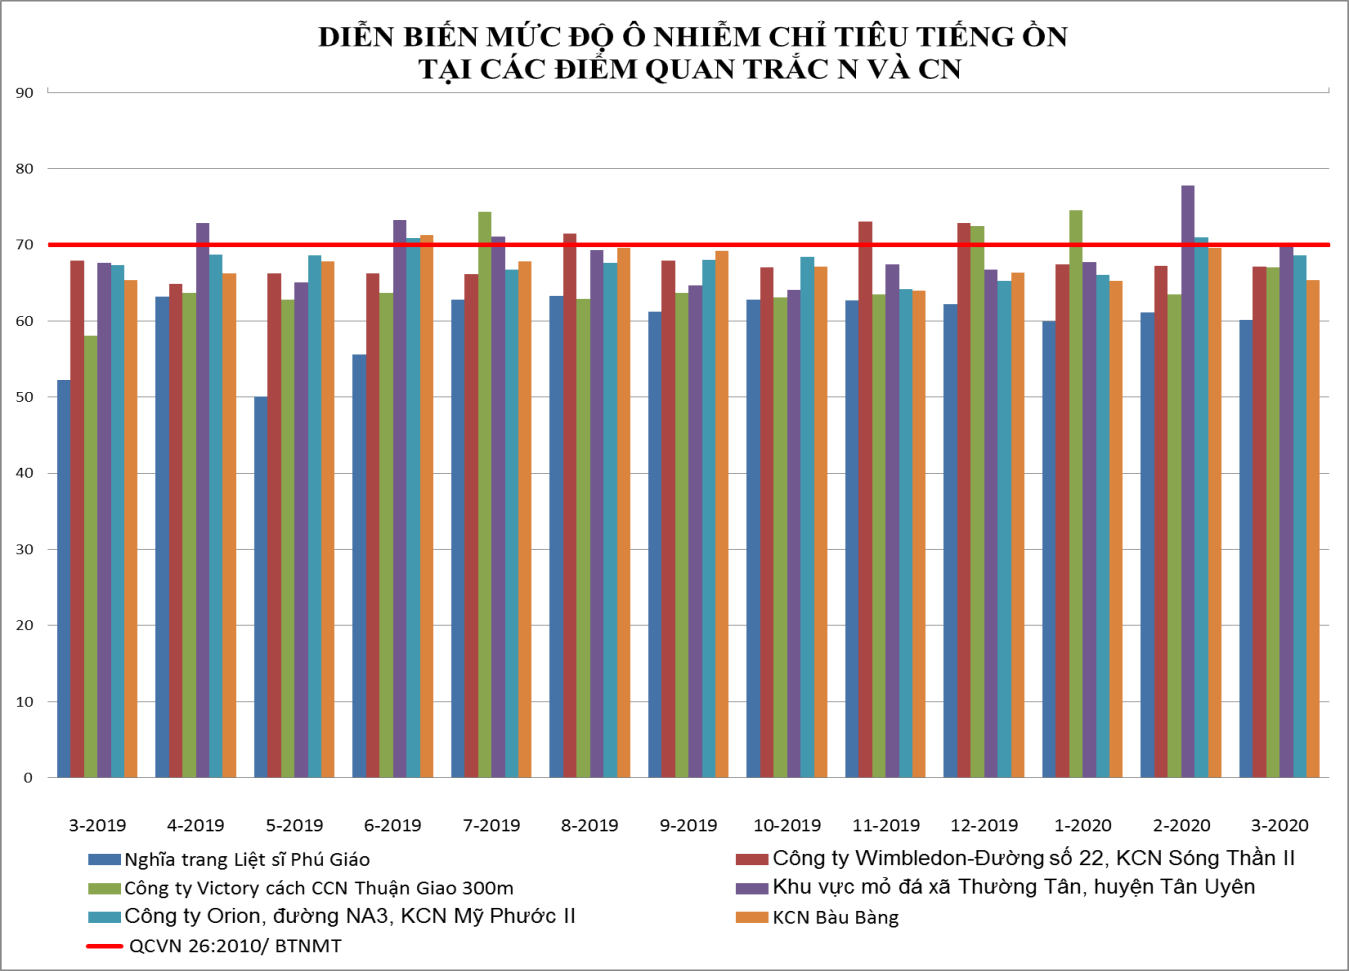 DIỄN BIẾN MỨC ĐỘ Ô NHIỄM CHỈ TIÊU TIẾNG ỒN
TẠI CÁC ĐIỂM QUAN TRẮC N VÀ CN
90
80
70
60
50
40
30
20
10
0
3-2019 4-2019 5-2019 6-2019 7-2019 8-2019 9-2019 10-2019 11-2019 12-2019 1-2020 2-2020 3-2020
Nghĩa trang Liệt sĩ Phú Giáo Công ty Wimbledon-Đường số 22, KCN Sóng Thần II
Công ty Victory cách CCN Thuận Giao 300m Khu vực mỏ đá xã Thường Tân, huyện Tân Uyên
Công ty Orion, đường NA3, KCN Mỹ Phước II KCN Bàu Bàng
QCVN 26:2010/ BTNMT